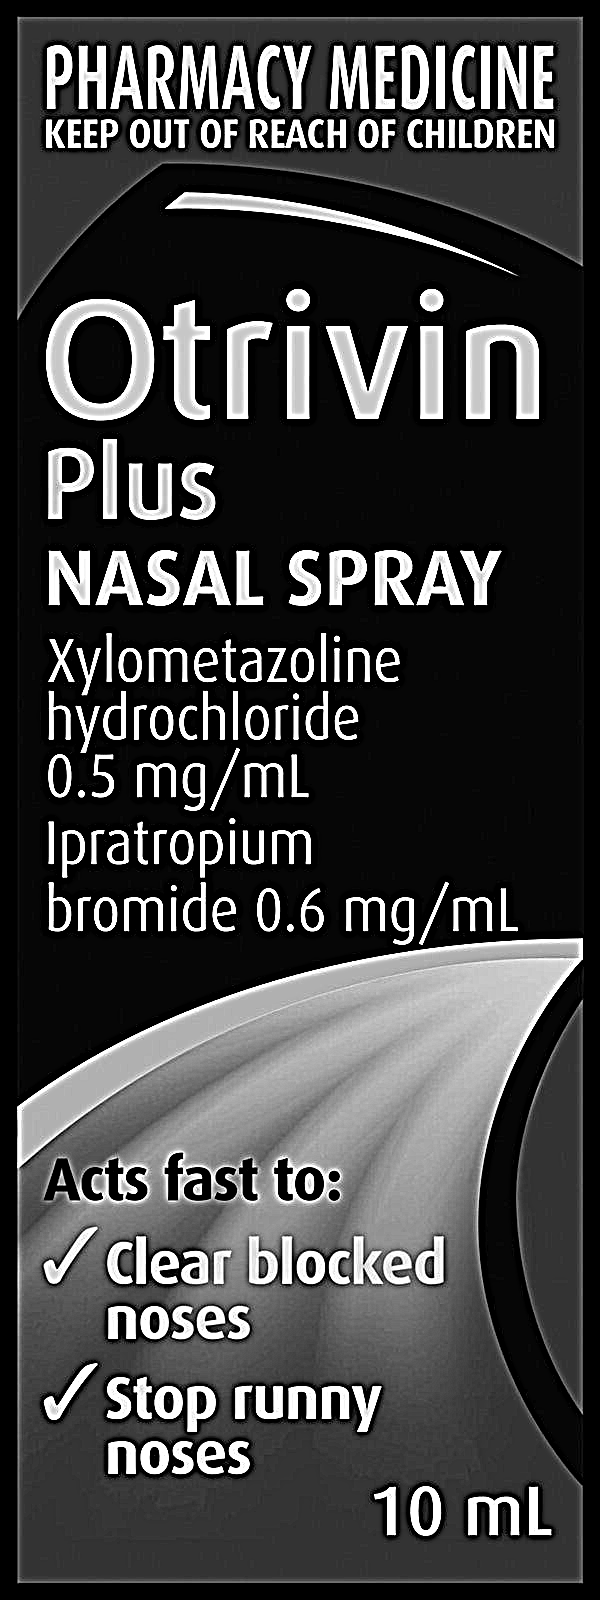 PHARMACY MEDICINE
KEEP OUT OF REACH OF CHILDREN
Otrivin
Plus
NASAL SPRAY
Xylometazoline
hydrochloride
0.5 mg/mL
Ipratropium
bromide 0.6 mg/mL
Acts fast to:
✓ Clear blocked
noses
✓ Stop runny
noses
10 mL